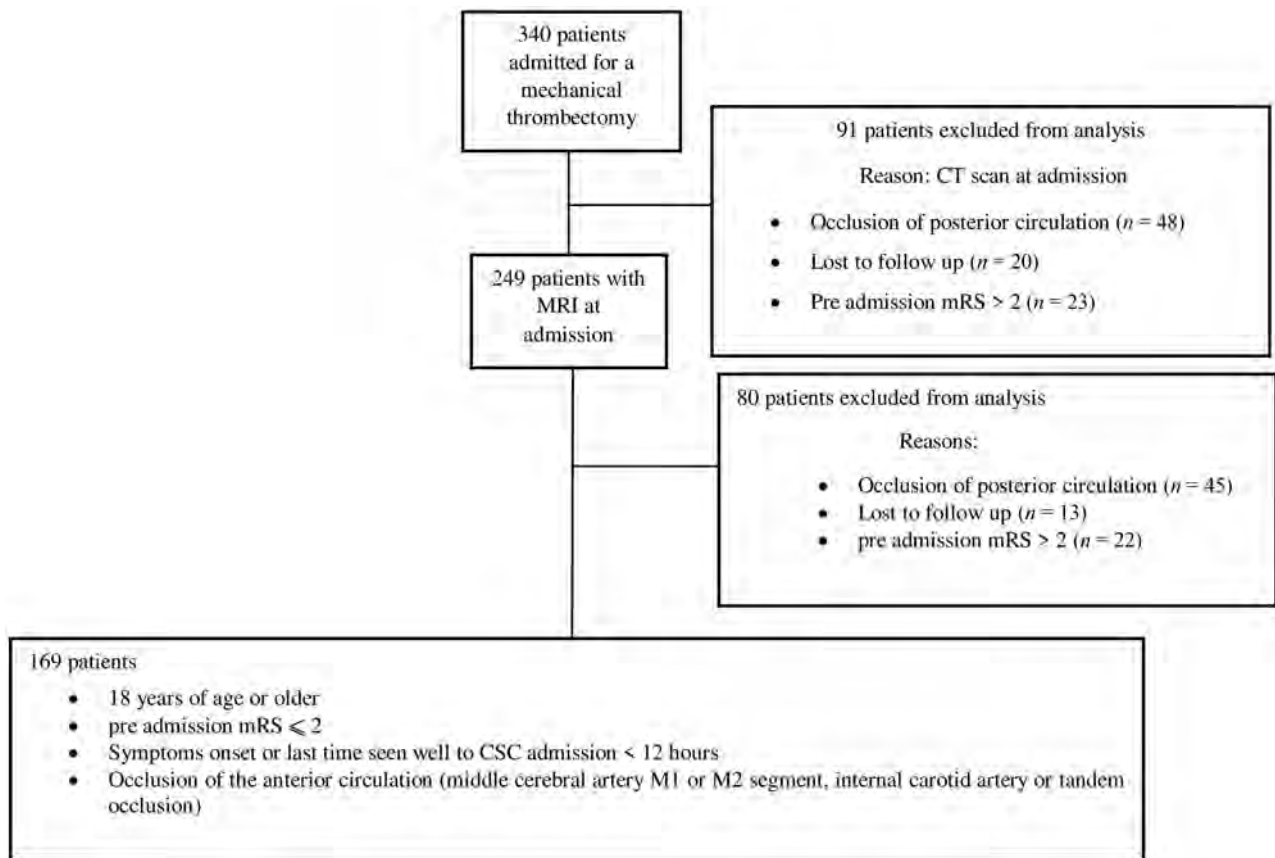 340 patients
admitted for a
mechanical
thrombectomy
91 patients excluded from analysis
Reason: CT scan at admission
• Occlusion of posterior circulation (n = 48)
• Lost to follow up (n = 20)
• Pre admission mRS > 2 (n = 23)
249 patients with
MRI at
admission
80 patients excluded from analysis
Reasons:
• Occlusion of posterior circulation (n = 45)
• Lost to follow up (n = 13)
• pre admission mRS > 2 (n = 22)
169 patients
• 18 years of age or older
• pre admission mRS ⩽ 2
• Symptoms onset or last time seen well to CSC admission < 12 hours
• Occlusion of the anterior circulation (middle cerebral artery M1 or M2 segment, internal carotid artery or tandem
occlusion)